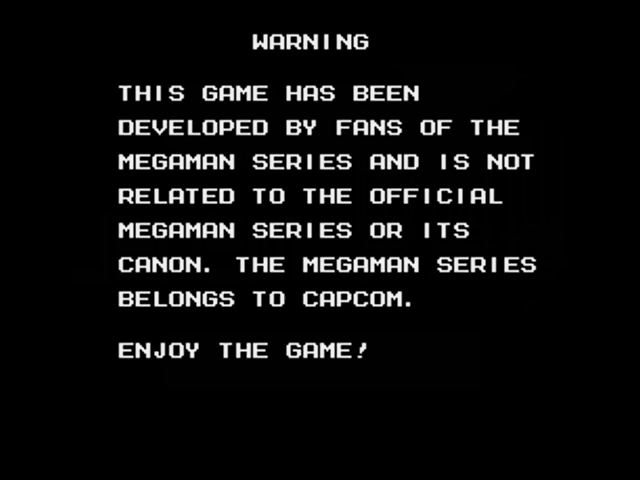 WARNING
THIS GAME HAS BEEN
DEVELOPED BY FANS OF THE
MEGAMAN SERIES AND IS NOT
RELATED TO THE OFFICIAL
MEGAMAN SERIES OR ITS
CANON. THE MEGAMAN SERIES
BELONGS TO CAPCOM.
ENJOY THE GAME!